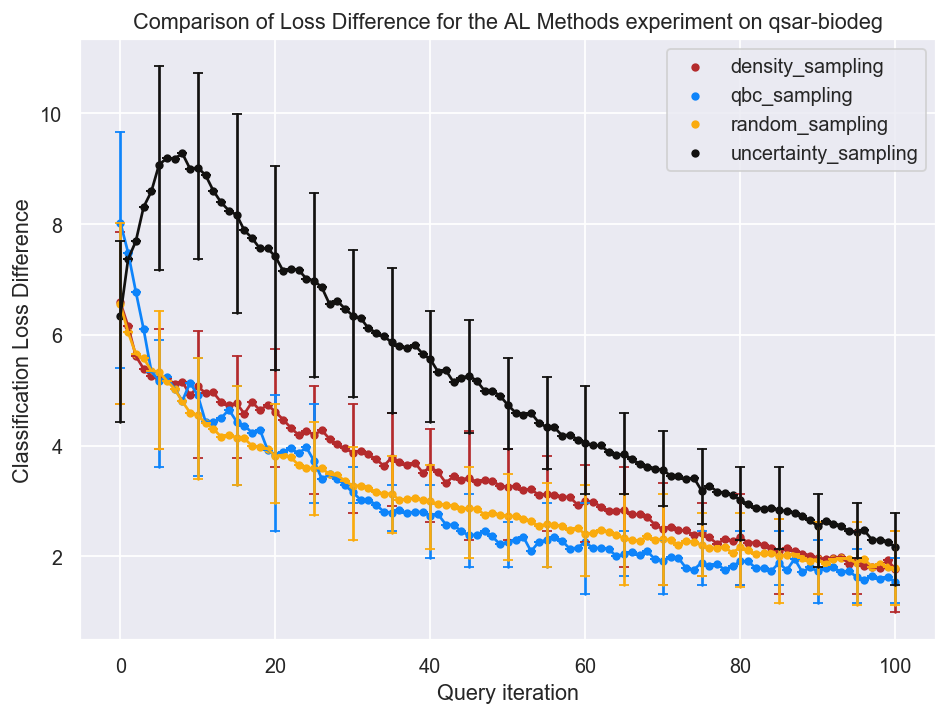 Comparison of Loss Difference for the AL Methods experiment on qsar-biodeg
density_sampling
qbc_sampling
random_sampling
uncertainty_sampling
Classification Loss Difference
10
8
6
4
2
0
20
40
60
80
100
Query iteration